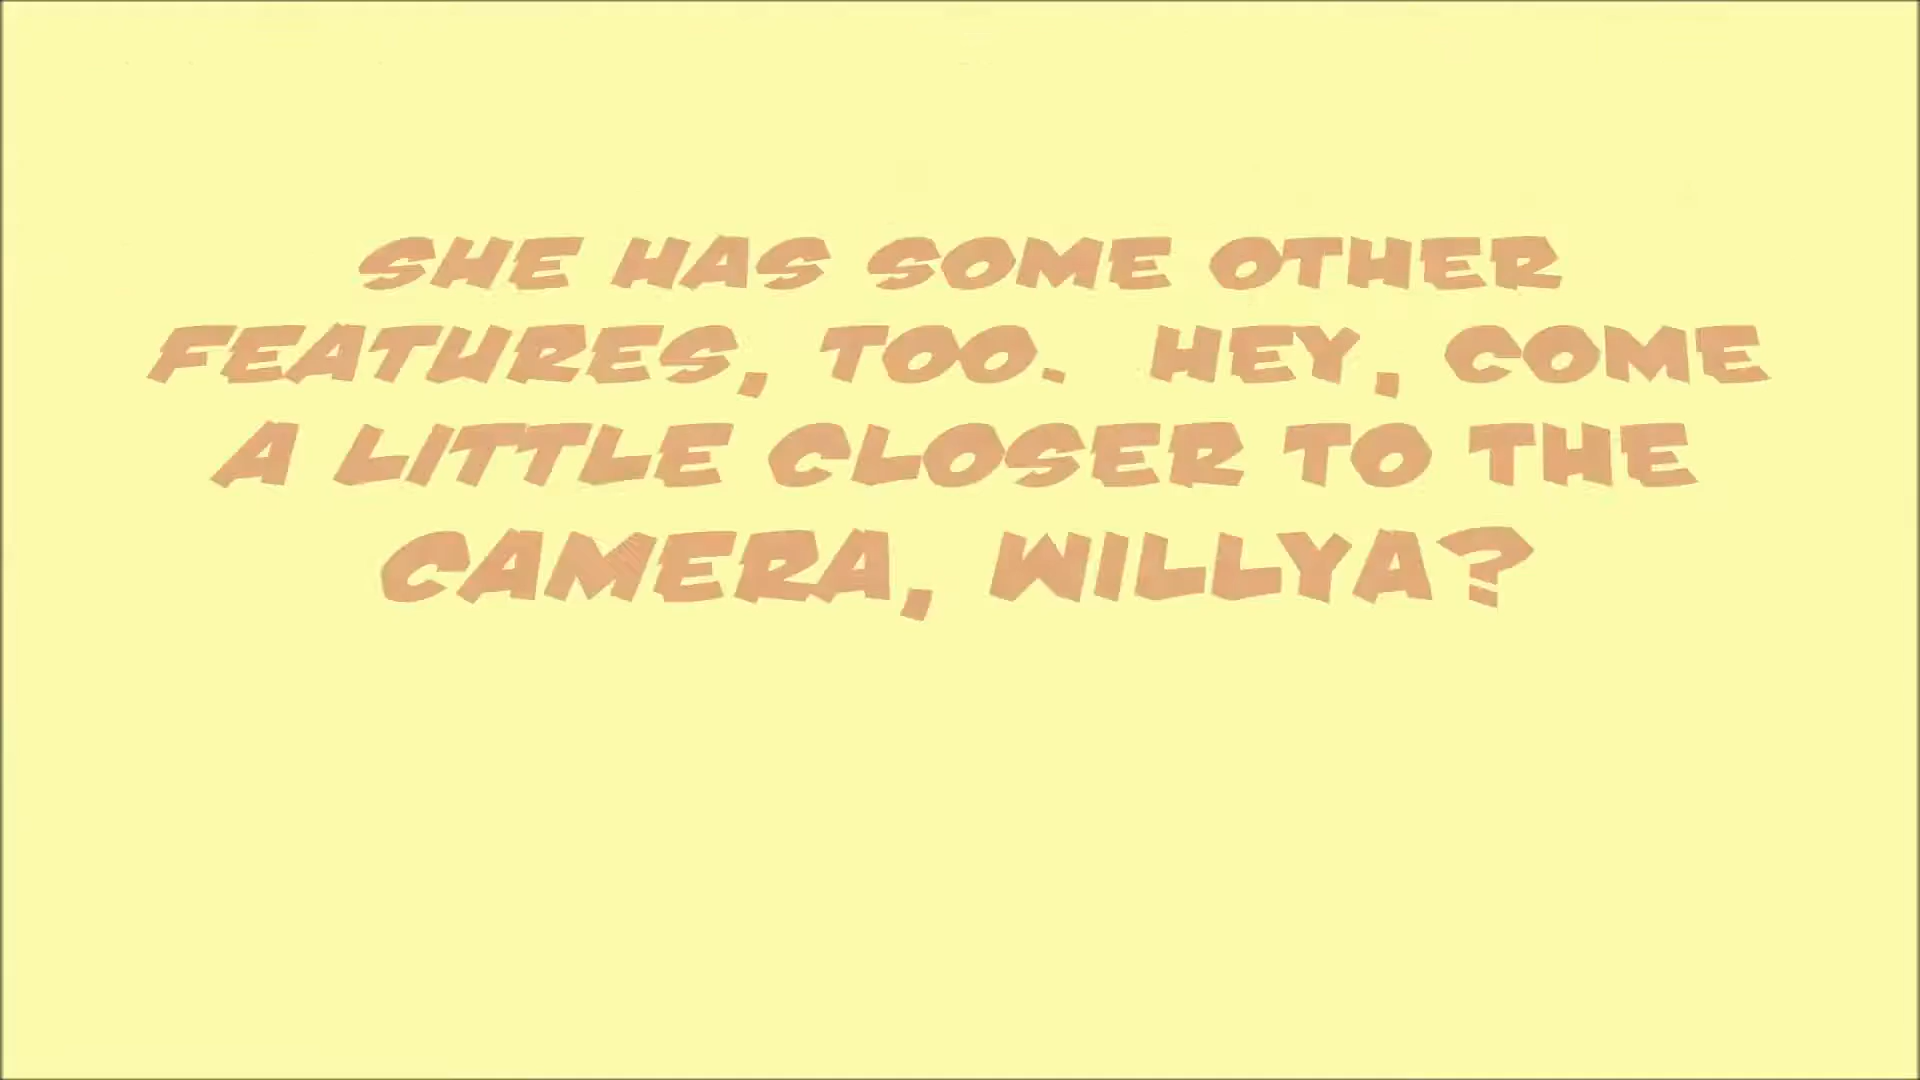 SHE HAS SOME OTHER
FEATURES, TOO. HEY, COME
A LITTLE CLOSER TO THE
CAMERA, WILLYA?